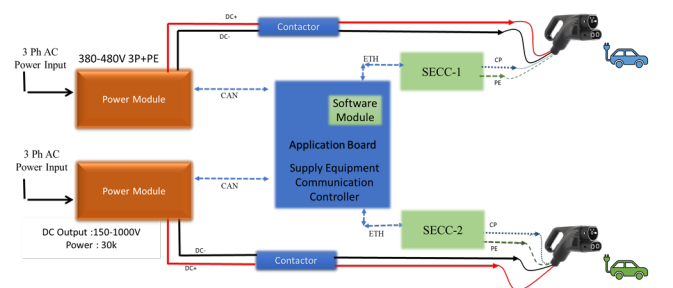 DC+
DC-
Contactor
3 Ph AC
Power Input
380-480V 3P+PE
ETH
SECC-1
CP
PE
Power Module
CAN
Software
Module
Application Board
Supply Equipment
Communication
Controller
3 Ph AC
Power Input
Power Module
CAN
DC Output :150-1000V
Power : 30k
ETH
SECC-2
CP
PE
DC-
DC+
Contactor